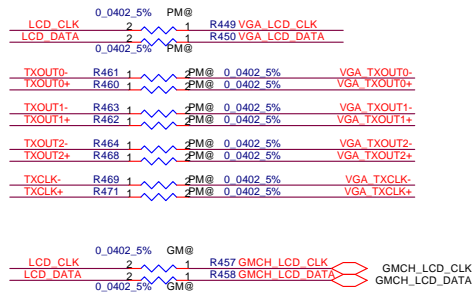 0_0402_5% PM@
LCD_CLK 2 1 R449 VGA_LCD_CLK
LCD_DATA 2 1 R450 VGA_LCD_DATA
0_0402_5% PM@
TXOUT0- R461 1 2 PM@ 0_0402_5% VGA_TXOUT0-
TXOUT0+ R460 1 2 PM@ 0_0402_5% VGA_TXOUT0+
TXOUT1- R463 1 2 PM@ 0_0402_5% VGA_TXOUT1-
TXOUT1+ R462 1 2 PM@ 0_0402_5% VGA_TXOUT1+
TXOUT2- R464 1 2 PM@ 0_0402_5% VGA_TXOUT2-
TXOUT2+ R468 1 2 PM@ 0_0402_5% VGA_TXOUT2+
TXCLK- R469 1 2 PM@ 0_0402_5% VGA_TXCLK-
TXCLK+ R471 1 2 PM@ 0_0402_5% VGA_TXCLK+
0_0402_5% GM@
LCD_CLK 2 1 R457 GMCH_LCD_CLK GMCH_LCD_CLK
LCD_DATA 2 1 R458 GMCH_LCD_DATA GMCH_LCD_DATA
0_0402_5% GM@